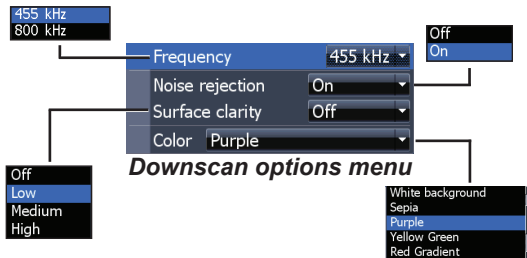 455 kHz
800 kHz
Off
On
Frequency 455 kHz
Noise rejection On
Surface clarity Off
Color Purple
Downscan options menu
Off
Low
Medium
High
White background
Sepia
Purple
Yellow Green
Red Gradient